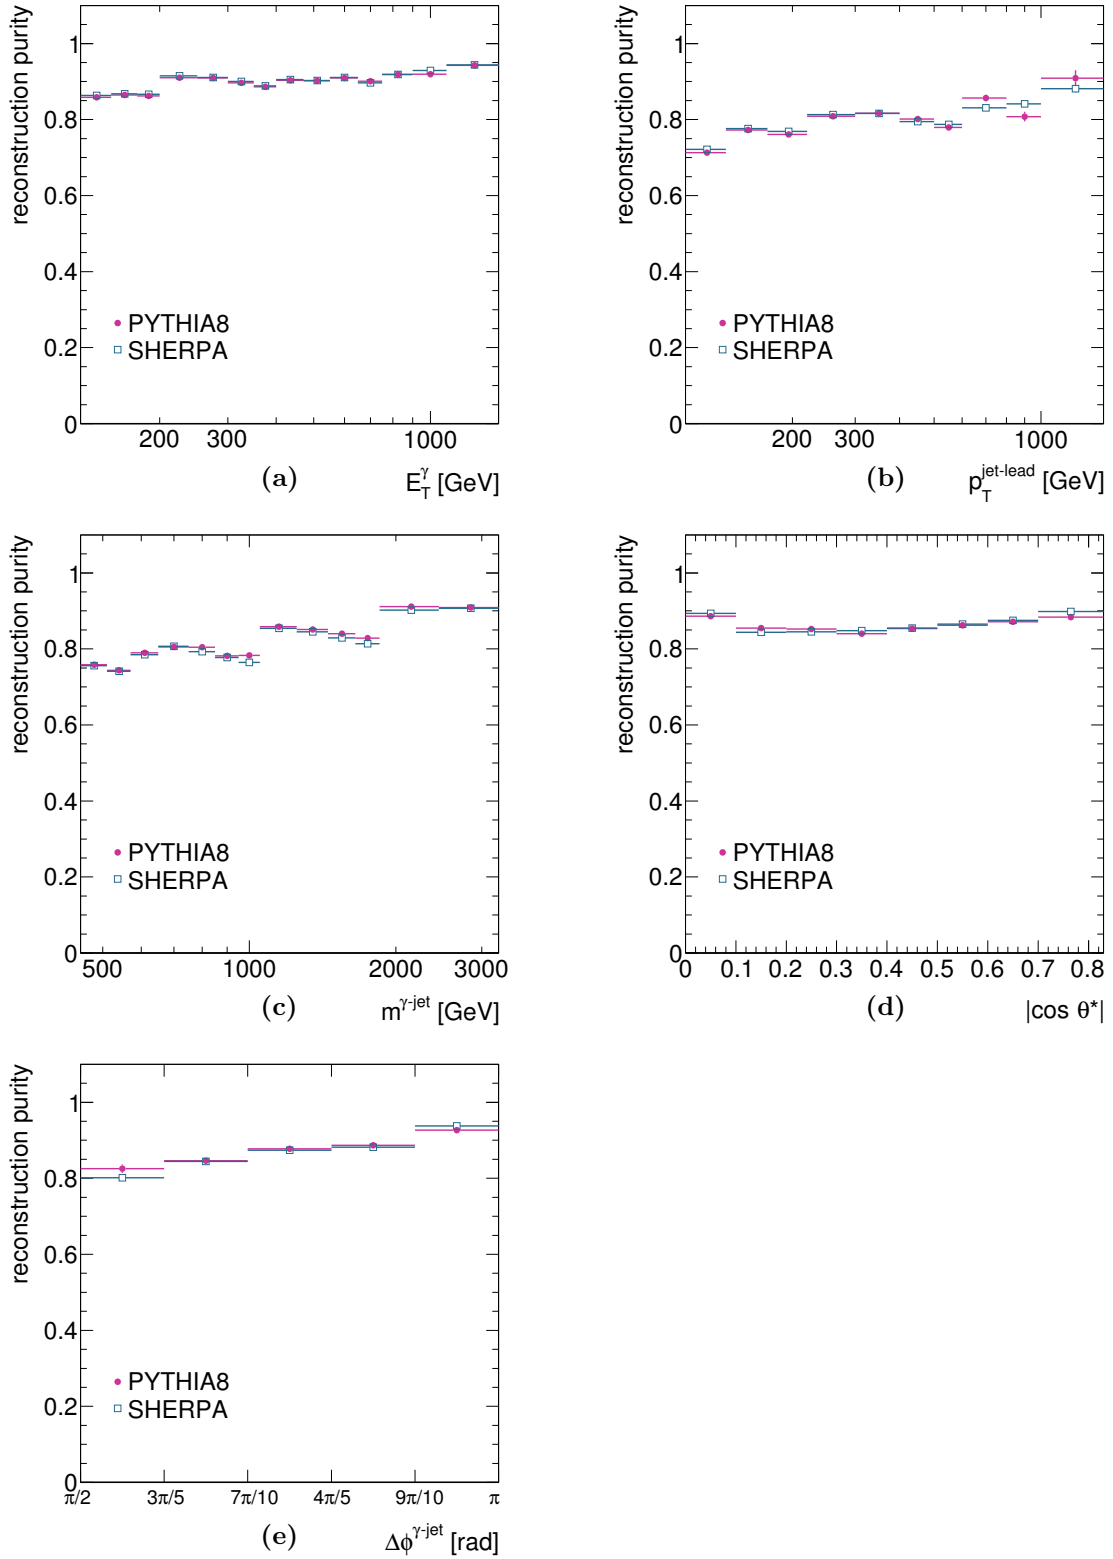 reconstruction purity
1
0.8
0.6
0.4
0.2
0
PYTHIA8
SHERPA
200 300 1000
(a)
E_T^γ [GeV]
reconstruction purity
1
0.8
0.6
0.4
0.2
0
PYTHIA8
SHERPA
200 300 1000
(b)
p_T^jet-lead [GeV]
reconstruction purity
1
0.8
0.6
0.4
0.2
0
PYTHIA8
SHERPA
500 1000 2000 3000
(c)
m^γ-jet [GeV]
reconstruction purity
1
0.8
0.6
0.4
0.2
0
PYTHIA8
SHERPA
0 0.1 0.2 0.3 0.4 0.5 0.6 0.7 0.8
(d)
|cos θ*|
reconstruction purity
1
0.8
0.6
0.4
0.2
0
PYTHIA8
SHERPA
π/2 3π/5 7π/10 4π/5 9π/10 π
(e)
Δϕ^γ-jet [rad]